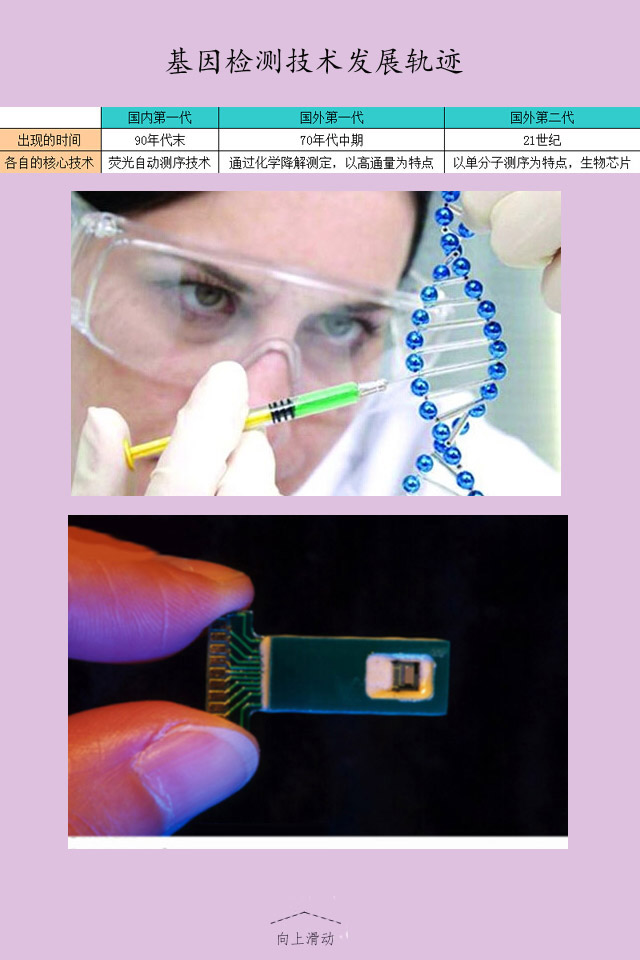 基因检测技术发展轨迹
国内第一代 国外第一代 国外第二代
出现的时间 90年代末 70年代中期 21世纪
各自的核心技术 荧光自动测序技术 通过化学降解测定，以高通量为特点 以单分子测序为特点，生物芯片
向上滑动